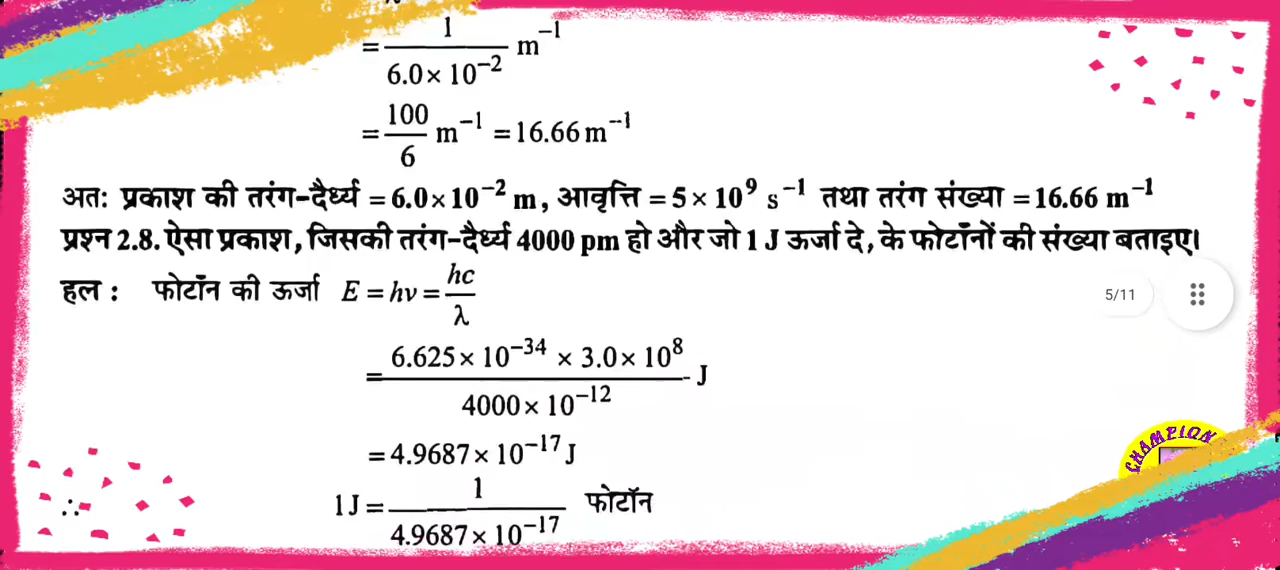 = 1 / 6.0 × 10⁻² m⁻¹
= 100 / 6 m⁻¹ = 16.66 m⁻¹
अतः प्रकाश की तरंग-दैर्ध्य = 6.0 × 10⁻² m, आवृत्ति = 5 × 10⁹ s⁻¹ तथा तरंग संख्या = 16.66 m⁻¹
प्रश्न 2.8. ऐसा प्रकाश, जिसकी तरंग-दैर्ध्य 4000 pm हो और जो 1 J ऊर्जा दे, के फोटॉनों की संख्या बताइए।
हल : फोटॉन की ऊर्जा E = hν = hc / λ
5/11
= 6.625 × 10⁻³⁴ × 3.0 × 10⁸ / 4000 × 10⁻¹² J
= 4.9687 × 10⁻¹⁷ J
∴ 1 J = 1 / 4.9687 × 10⁻¹⁷ फोटॉन
CHAMPION